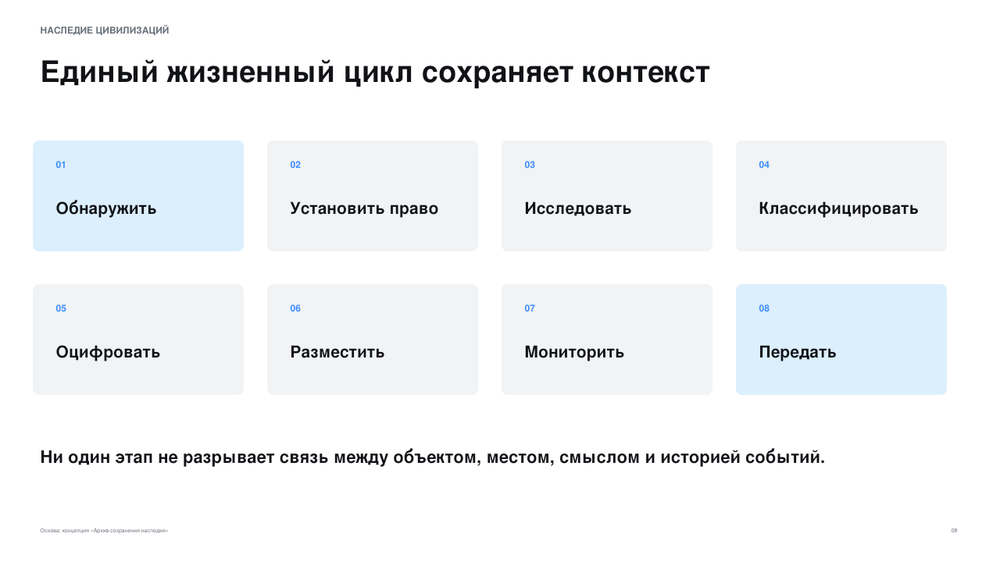 НАСЛЕДИЕ ЦИВИЛИЗАЦИЙ
Единый жизненный цикл сохраняет контекст
01
Обнаружить
02
Установить право
03
Исследовать
04
Классифицировать
05
Оцифровать
06
Разместить
07
Мониторить
08
Передать
Ни один этап не разрывает связь между объектом, местом, смыслом и историей событий.
Основа: концепция «Архив сохранения наследия»
08